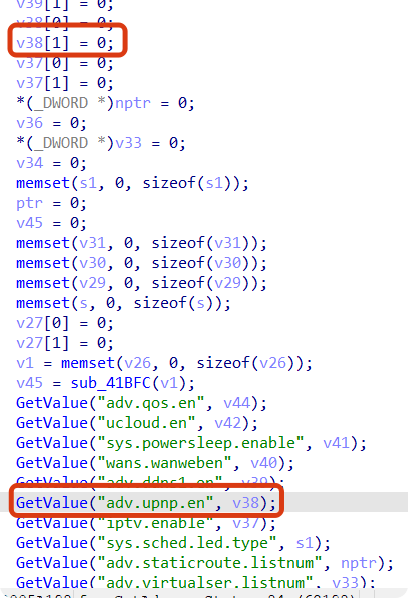 v39[1] = 0;
v38[0] = 0;
v38[1] = 0;
v37[0] = 0;
v37[1] = 0;
*(_DWORD *)nptr = 0;
v36 = 0;
*(_DWORD *)v33 = 0;
v34 = 0;
memset(s1, 0, sizeof(s1));
ptr = 0;
v45 = 0;
memset(v31, 0, sizeof(v31));
memset(v30, 0, sizeof(v30));
memset(v29, 0, sizeof(v29));
memset(s, 0, sizeof(s));
v27[0] = 0;
v27[1] = 0;
v1 = memset(v26, 0, sizeof(v26));
v45 = sub_41BFC(v1);
GetValue("adv.qos.en", v44);
GetValue("ucloud.en", v42);
GetValue("sys.powersleep.enable", v41);
GetValue("wans.wanweben", v40);
GetValue("adv.ddns1.en", v39);
GetValue("adv.upnp.en", v38);
GetValue("iptv.enable", v37);
GetValue("sys.sched.led.type", s1);
GetValue("adv.staticroute.listnum", nptr);
GetValue("adv.virtualser.listnum", v33);